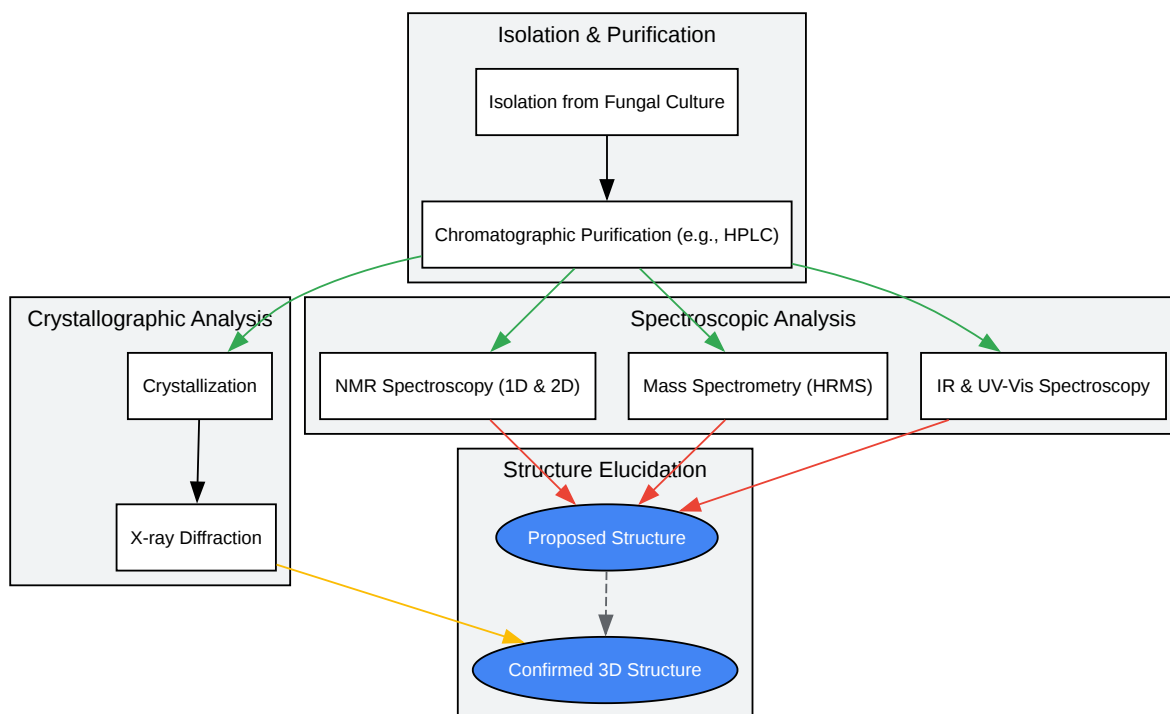 Isolation & Purification
Isolation from Fungal Culture
Chromatographic Purification (e.g., HPLC)
Crystallographic Analysis
Spectroscopic Analysis
Crystallization
NMR Spectroscopy (1D & 2D)
Mass Spectrometry (HRMS)
IR & UV-Vis Spectroscopy
Structure Elucidation
X-ray Diffraction
Proposed Structure
Confirmed 3D Structure